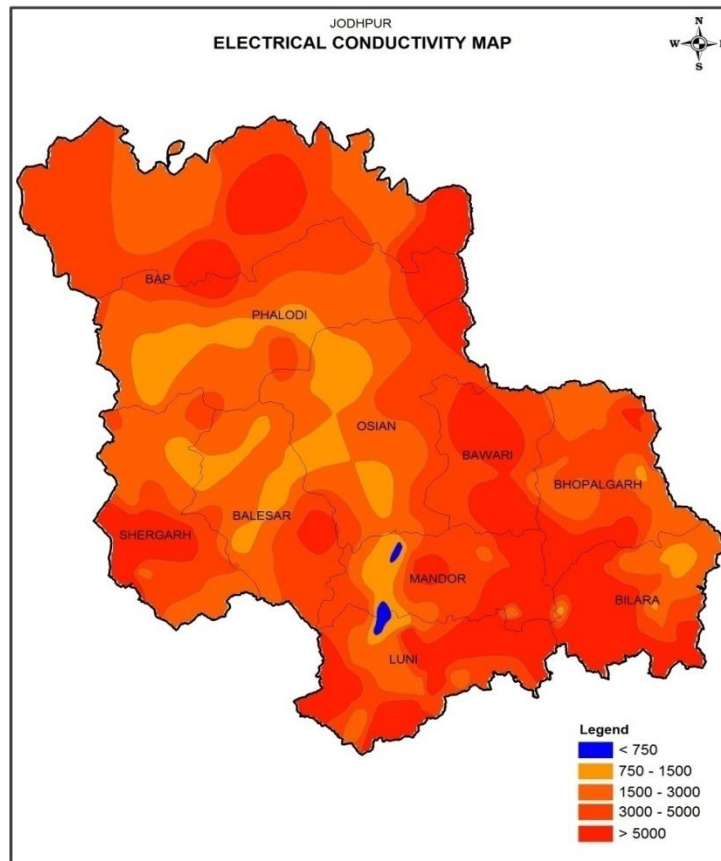 JODHPUR
ELECTRICAL CONDUCTIVITY MAP
N
W
E
S
BAP
PHALODI
OSIAN
BAWARI
BHOPALGARH
BALESAR
SHERGARH
MANDOR
BILARA
LUNI
Legend
< 750
750 - 1500
1500 - 3000
3000 - 5000
> 5000